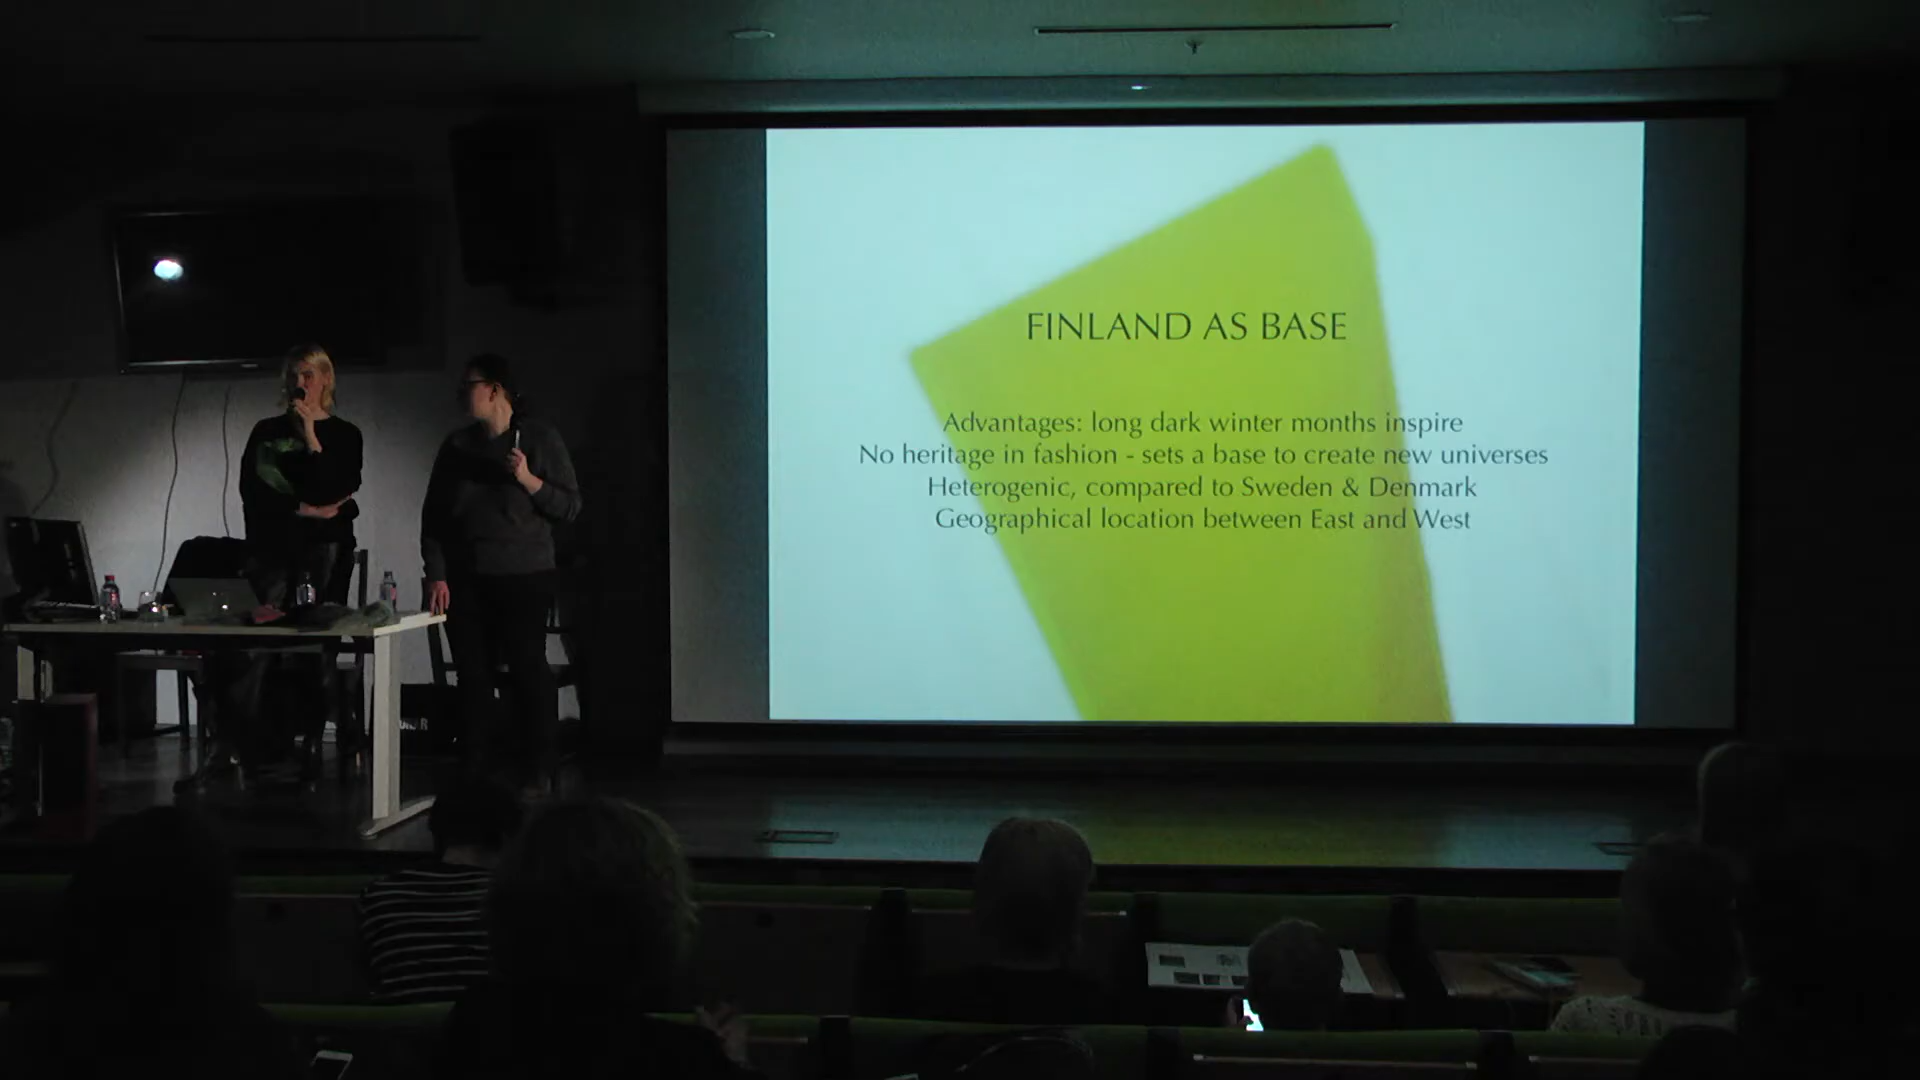 FINLAND AS BASE
Advantages: long dark winter months inspire
No heritage in fashion - sets a base to create new universes
Heterogenic, compared to Sweden & Denmark
Geographical location between East and West